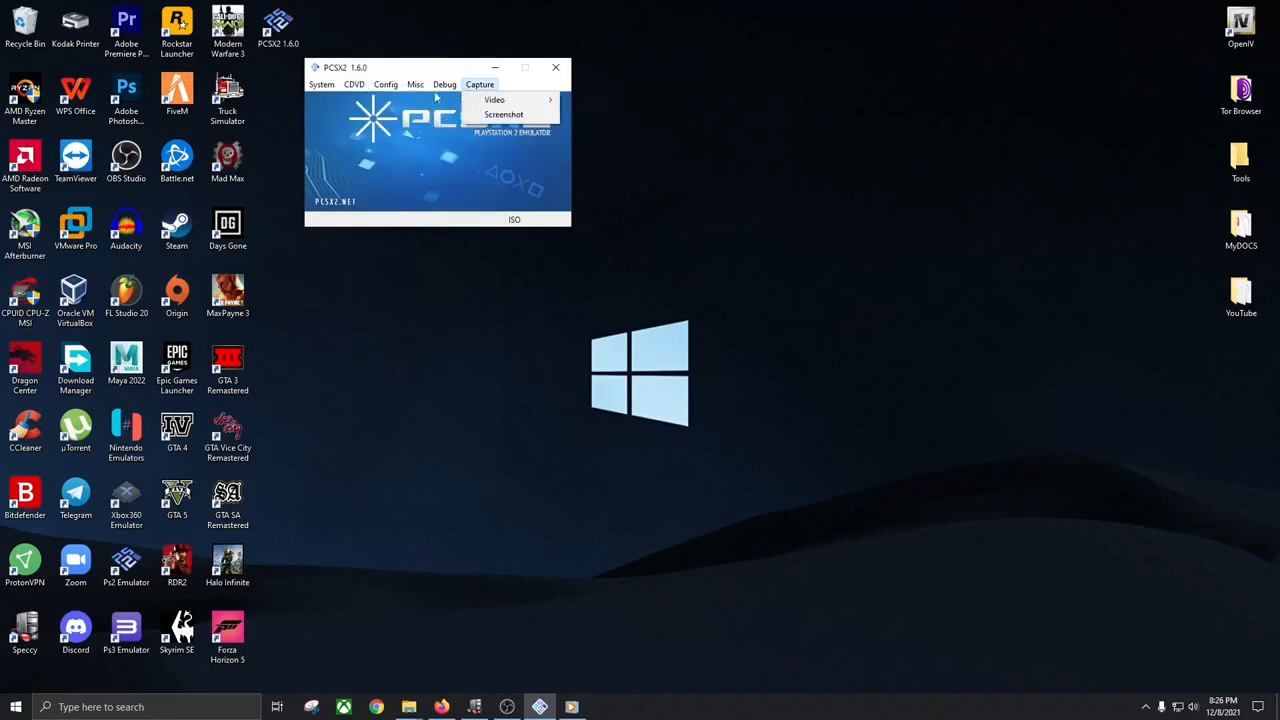 Recycle Bin
Kodak Printer
Adobe
Premiere P...
Rockstar
Launcher
Modern
Warfare 3
PCSX2 1.6.0
OpenIV
PCSX2 1.6.0
System
CDVD
Config
Misc
Debug
Capture
Video
Screenshot
PLAYSTATION 2 EMULATOR
PCSX2.NET
ISO
RYZEN
AMD Ryzen
Master
WPS Office
Adobe
Photosh...
FiveM
Truck
Simulator
Tor Browser
AMD Radeon
Software
TeamViewer
OBS Studio
Battle.net
Mad Max
Tools
MSI
Afterburner
VMware Pro
Audacity
Steam
DG
Days Gone
MyDOCS
CPUID CPU-Z
MSI
Oracle VM
VirtualBox
FL Studio 20
Origin
MaxPayne 3
YouTube
Dragon
Center
Download
Manager
Maya 2022
EPIC
GAMES
Epic Games
Launcher
GTA 3
Remastered
CCleaner
µTorrent
Nintendo
Emulators
IV
GTA 4
GTA Vice City
Remastered
Bitdefender
Telegram
Xbox360
Emulator
GTA 5
GTA SA
Remastered
ProtonVPN
Zoom
Ps2 Emulator
RDR2
Halo Infinite
Speccy
Discord
Ps3 Emulator
Skyrim SE
Forza
Horizon 5
Type here to search
8:26 PM
12/8/2021